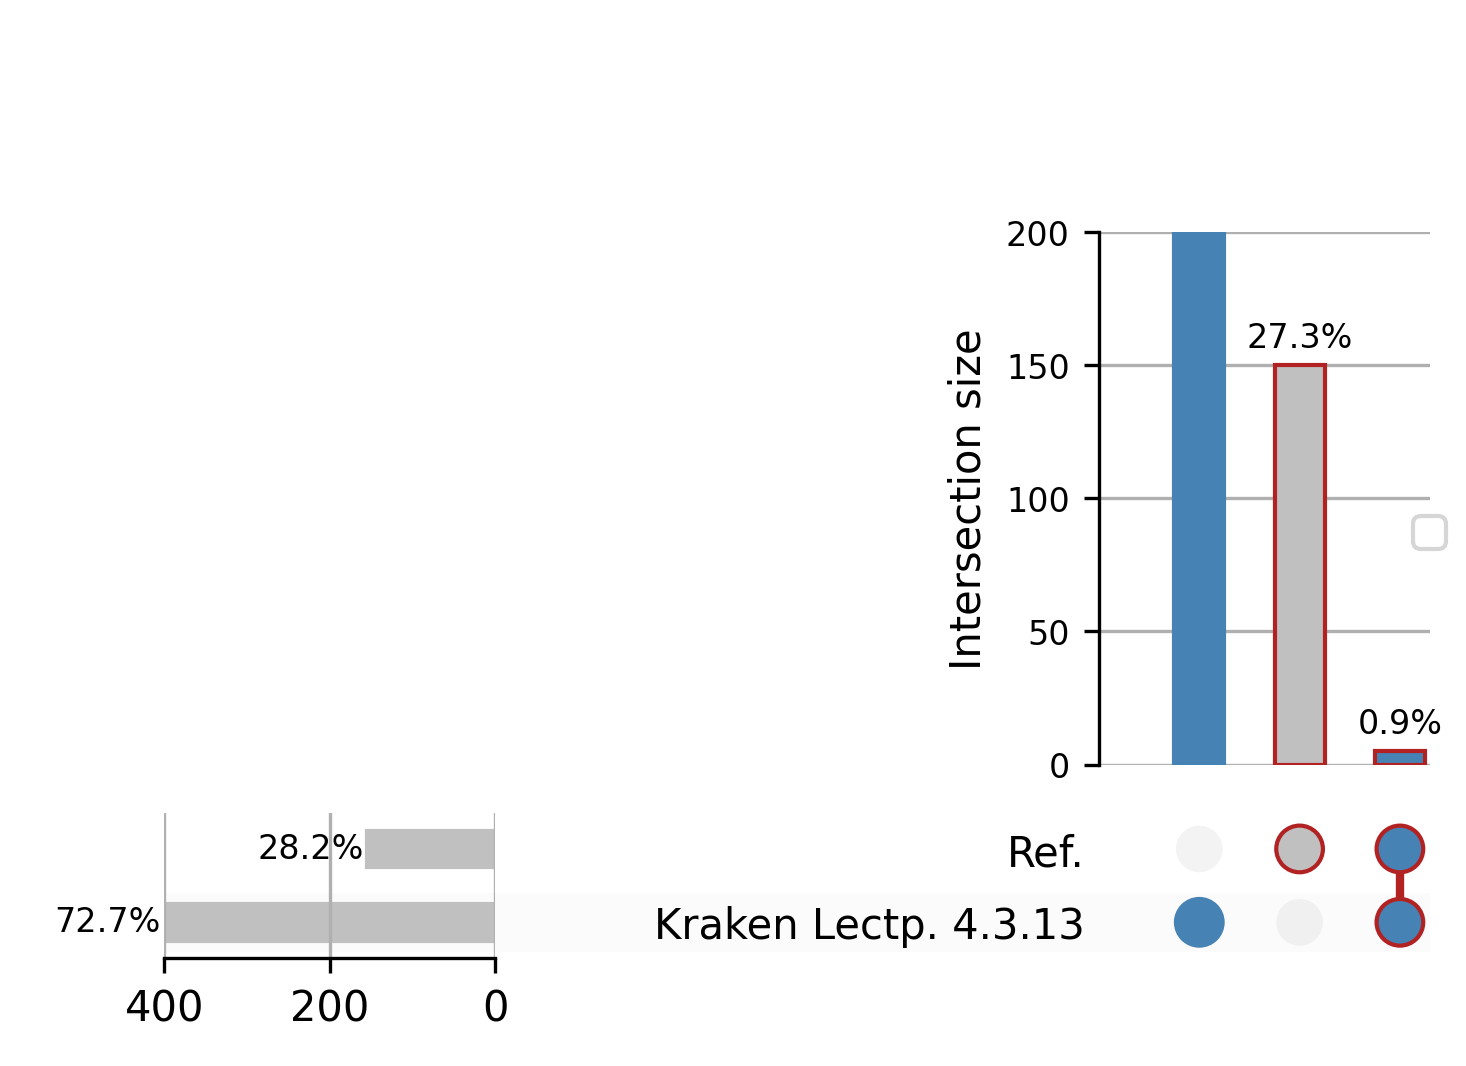 200
27.3%
150
Intersection size
100
50
0.9%
0
28.2%
Ref.
72.7%
Kraken Lectp. 4.3.13
400 200 0